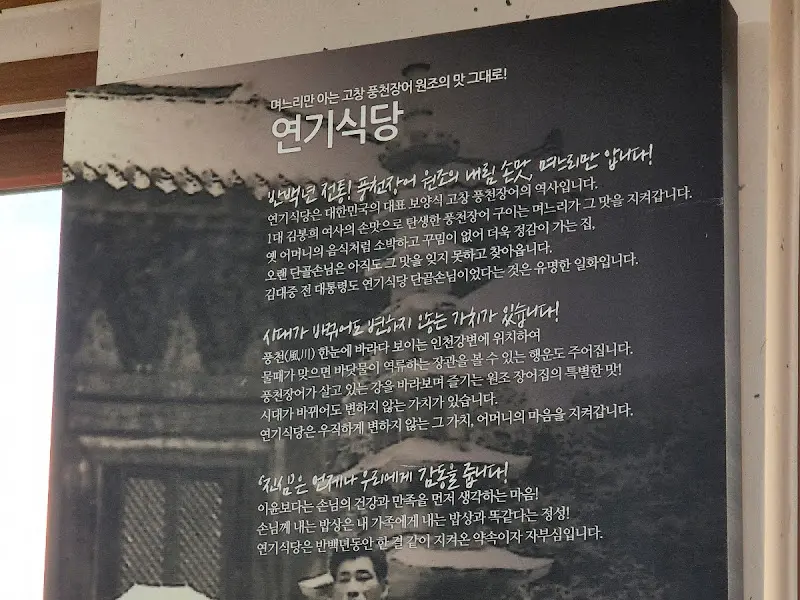 며느리만 아는 고창 풍천장어 원조의 맛 그대로!
연기식당
반백년 전통! 풍천장어 원조의 내림 손맛, 며느리만 압니다!
연기식당은 대한민국의 대표 보양식 고창 풍천장어의 역사입니다.
1대 김봉희 여사의 손맛으로 탄생한 풍천장어 구이는 며느리가 그 맛을 지켜갑니다.
옛 어머니의 음식처럼 소박하고 꾸밈이 없어 더욱 정감이 가는 집,
오랜 단골손님은 아직도 그 맛을 잊지 못하고 찾아옵니다.
김대중 전 대통령도 연기식당 단골손님이었다는 것은 유명한 일화입니다.
시대가 바뀌어도 변하지 않는 가치가 있습니다!
풍천(風川) 한눈에 바라다 보이는 인천강변에 위치하여
물때가 맞으면 바닷물이 역류하는 장관을 볼 수 있는 행운도 주어집니다.
풍천장어가 살고 있는 강을 바라보며 즐기는 원조 장어집의 특별한 맛!
시대가 바뀌어도 변하지 않는 가치가 있습니다.
연기식당은 우직하게 변하지 않는 그 가치, 어머니의 마음을 지켜갑니다.
'진심'은 언제나 우리에게 감동을 줍니다!
이윤보다는 손님의 건강과 만족을 먼저 생각하는 마음!
손님께 내는 밥상은 내 가족에게 내는 밥상과 똑같다는 정성!
연기식당은 반백년동안 한 결 같이 지켜온 약속이자 자부심입니다.